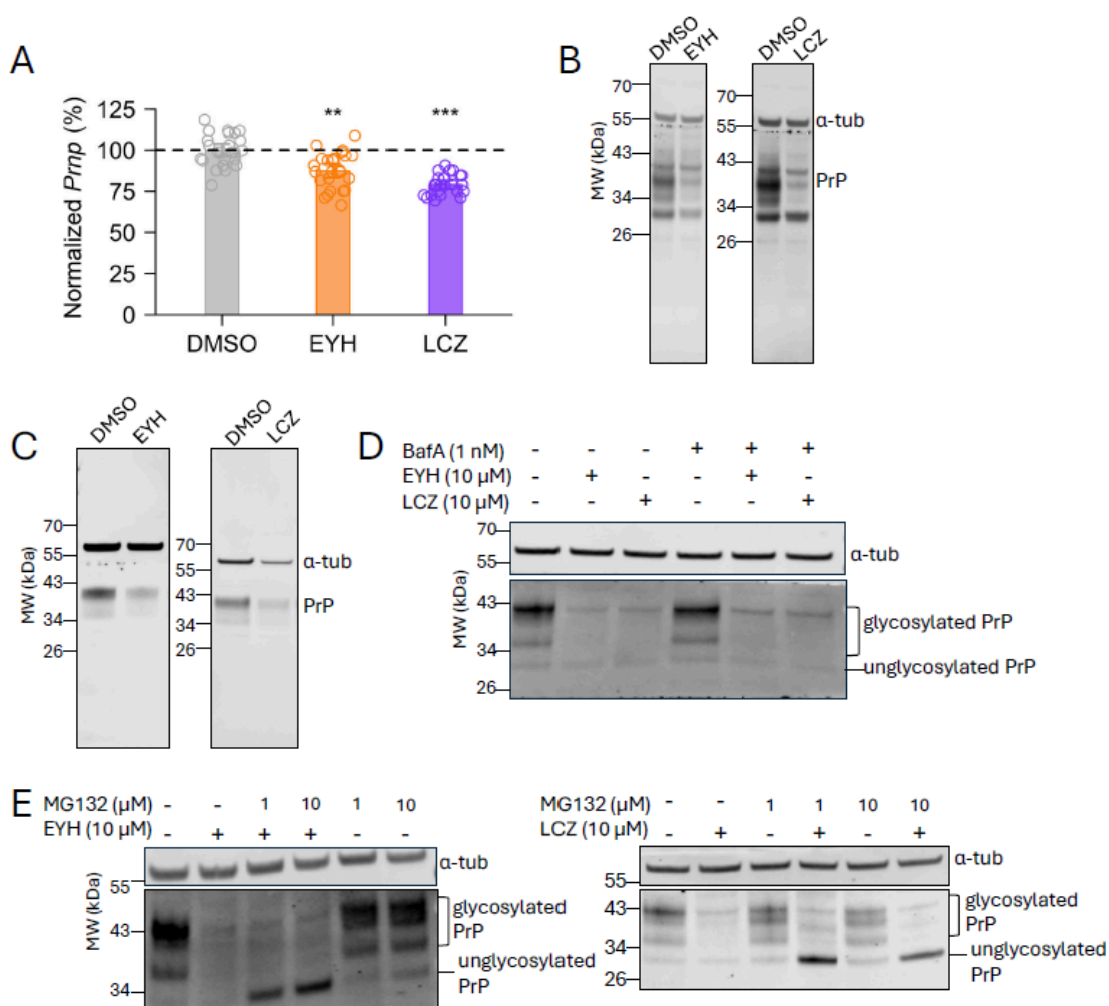 A
Normalized Prnp (%)
125
100
75
50
25
0
**
***
DMSO
EYH
LCZ
B
DMSO
EYH
DMSO
LCZ
MW (kDa)
70
55
43
34
26
70
55
43
34
26
α-tub
PrP
C
DMSO
EYH
DMSO
LCZ
MW (kDa)
70
55
43
34
26
70
55
43
34
26
α-tub
PrP
D
BafA (1 nM) - - - + + +
EYH (10 µM) - + - - + -
LCZ (10 µM) - - + - - +
MW (kDa)
70
55
α-tub
43
34
26
glycosylated PrP
unglycosylated PrP
E
MG132 (µM) - - 1 10 1 10
EYH (10 µM) - + + + - -
MW (kDa)
α-tub
55
43
34
glycosylated
PrP
unglycosylated
PrP
MG132 (µM) - - 1 1 10 10
LCZ (10 µM) - + - + - +
α-tub
55
43
34
26
glycosylated
PrP
unglycosylated
PrP